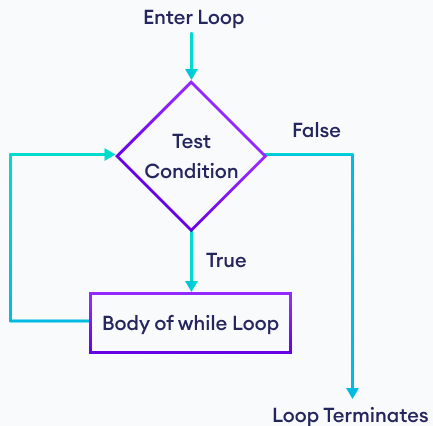 Enter Loop
Test
Condition
False
True
Body of while Loop
Loop Terminates